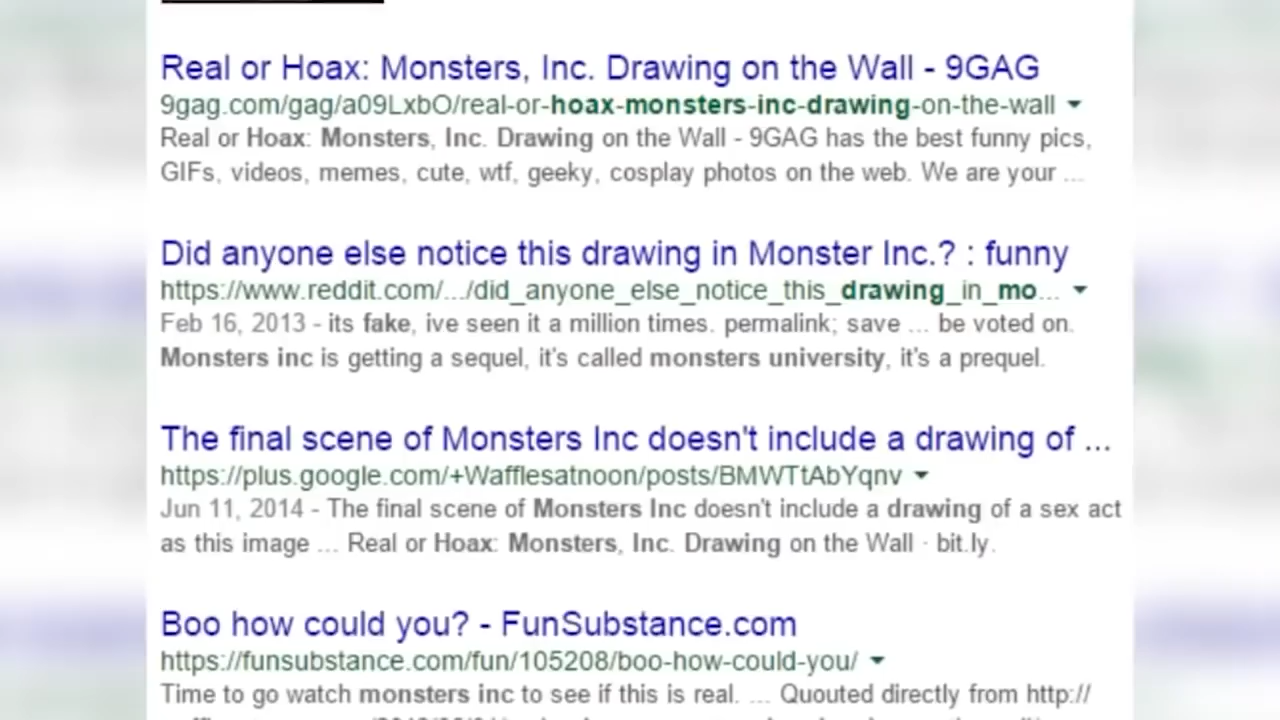 Real or Hoax: Monsters, Inc. Drawing on the Wall - 9GAG
9gag.com/gag/a09LxbO/real-or-hoax-monsters-inc-drawing-on-the-wall
Real or Hoax: Monsters, Inc. Drawing on the Wall - 9GAG has the best funny pics,
GIFs, videos, memes, cute, wtf, geeky, cosplay photos on the web. We are your ...
Did anyone else notice this drawing in Monster Inc.? : funny
https://www.reddit.com/.../did_anyone_else_notice_this_drawing_in_mo...
Feb 16, 2013 - its fake, ive seen it a million times. permalink; save ... be voted on.
Monsters inc is getting a sequel, it's called monsters university, it's a prequel.
The final scene of Monsters Inc doesn't include a drawing of ...
https://plus.google.com/+Wafflesatnoon/posts/BMWTtAbYqnv
Jun 11, 2014 - The final scene of Monsters Inc doesn't include a drawing of a sex act
as this image ... Real or Hoax: Monsters, Inc. Drawing on the Wall · bit.ly.
Boo how could you? - FunSubstance.com
https://funsubstance.com/fun/105208/boo-how-could-you/
Time to go watch monsters inc to see if this is real. ... Quouted directly from http://